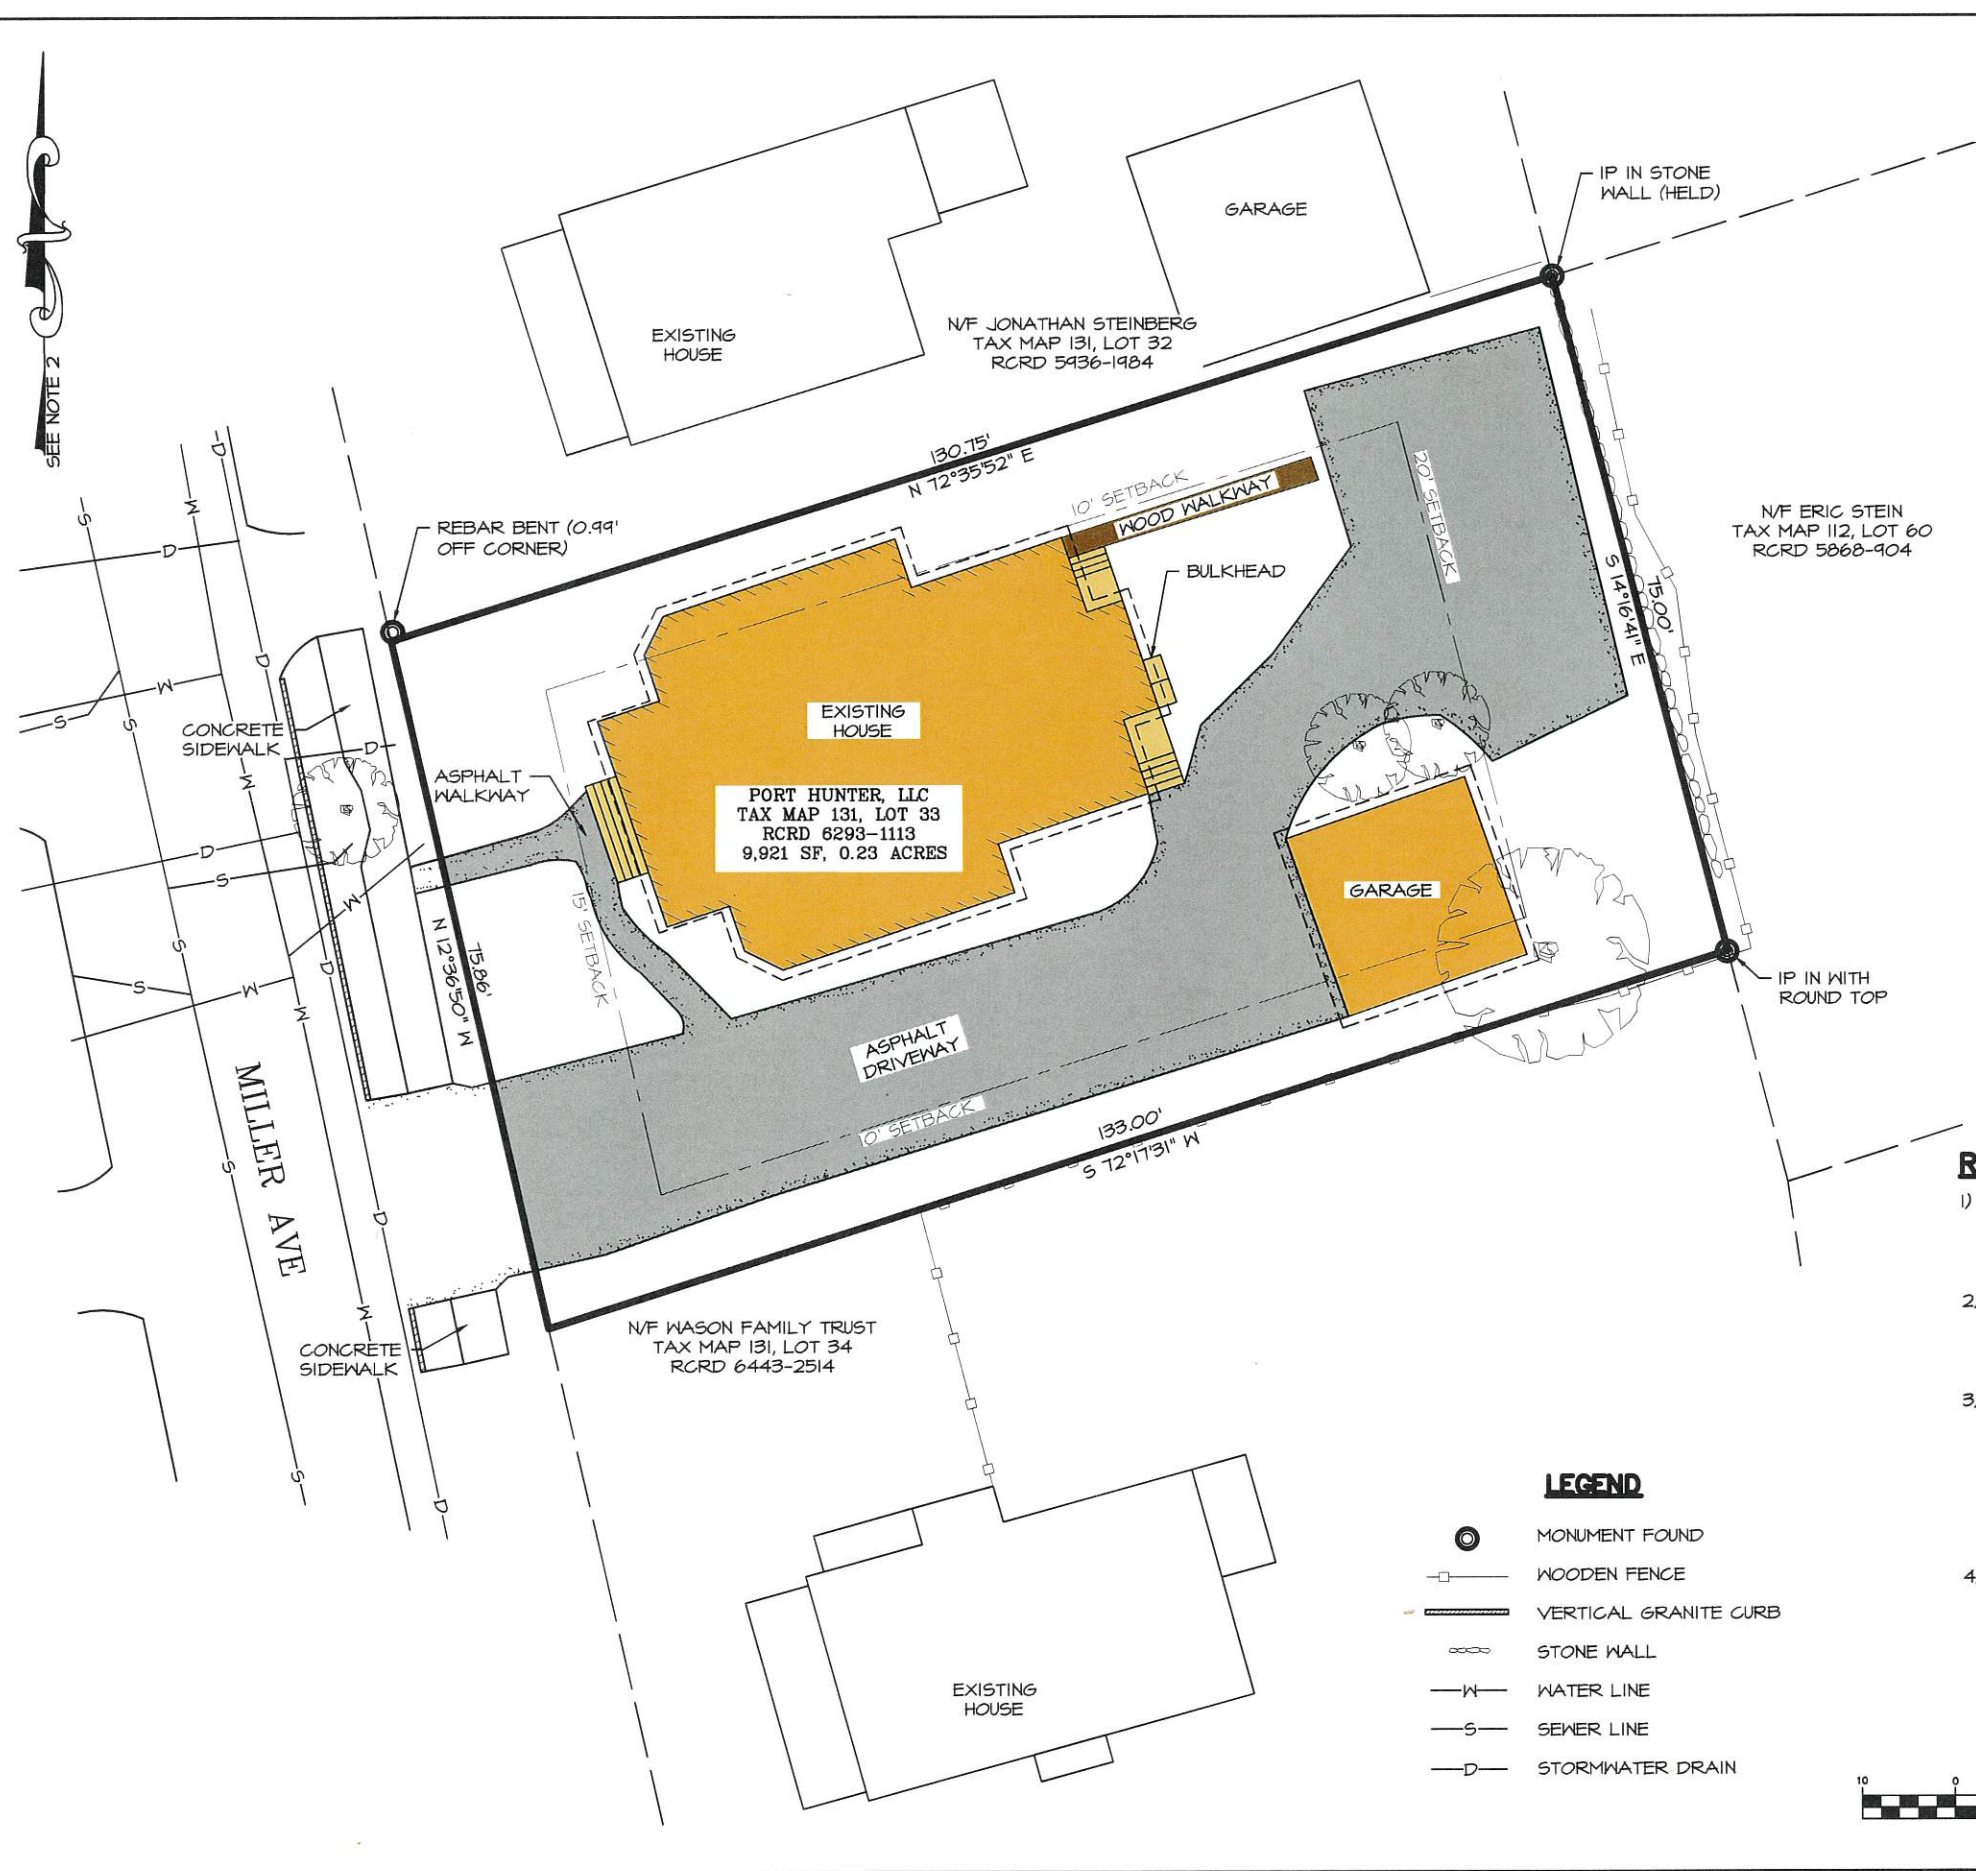 SEE NOTE 2
EXISTING
HOUSE
GARAGE
N/F JONATHAN STEINBERG
TAX MAP 131, LOT 32
RCRD 5936-1984
IP IN STONE
WALL (HELD)
130.75'
N 72°35'52" E
REBAR BENT (0.99'
OFF CORNER)
10' SETBACK
WOOD WALKWAY
20' SETBACK
BULKHEAD
N/F ERIC STEIN
TAX MAP 112, LOT 60
RCRD 5868-904
75.00'
S 14°16'41" E
CONCRETE
SIDEWALK
ASPHALT
WALKWAY
EXISTING
HOUSE
PORT HUNTER, LLC
TAX MAP 131, LOT 33
RCRD 6293-1113
9,921 SF, 0.23 ACRES
GARAGE
15' SETBACK
75.86'
N 12°36'50" W
IP IN WITH
ROUND TOP
ASPHALT
DRIVEWAY
0' SETBACK
133.00'
S 72°17'31" W
MILLER AVE
CONCRETE
SIDEWALK
N/F WASON FAMILY TRUST
TAX MAP 131, LOT 34
RCRD 6443-2514
EXISTING
HOUSE
R
1)
2)
3)
4)
LEGEND
MONUMENT FOUND
WOODEN FENCE
VERTICAL GRANITE CURB
STONE WALL
W WATER LINE
S SEWER LINE
D STORMWATER DRAIN
10 0